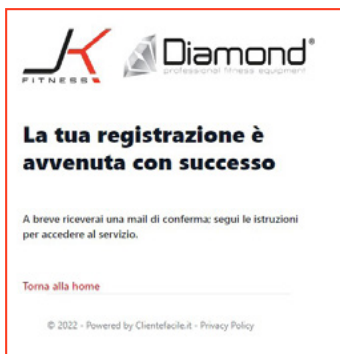 JK
FITNESS
Diamond®
professional fitness equipment
La tua registrazione è
avvenuta con successo
A breve riceverai una mail di conferma: segui le istruzioni
per accedere al servizio.
Torna alla home
© 2022 - Powered by Clientefacile.it - Privacy Policy